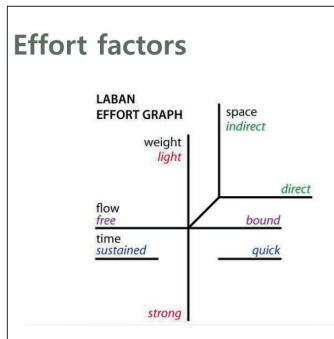 Effort factors
LABAN
EFFORT GRAPH
space
indirect
weight
light
direct
flow
free
bound
time
sustained
quick
strong